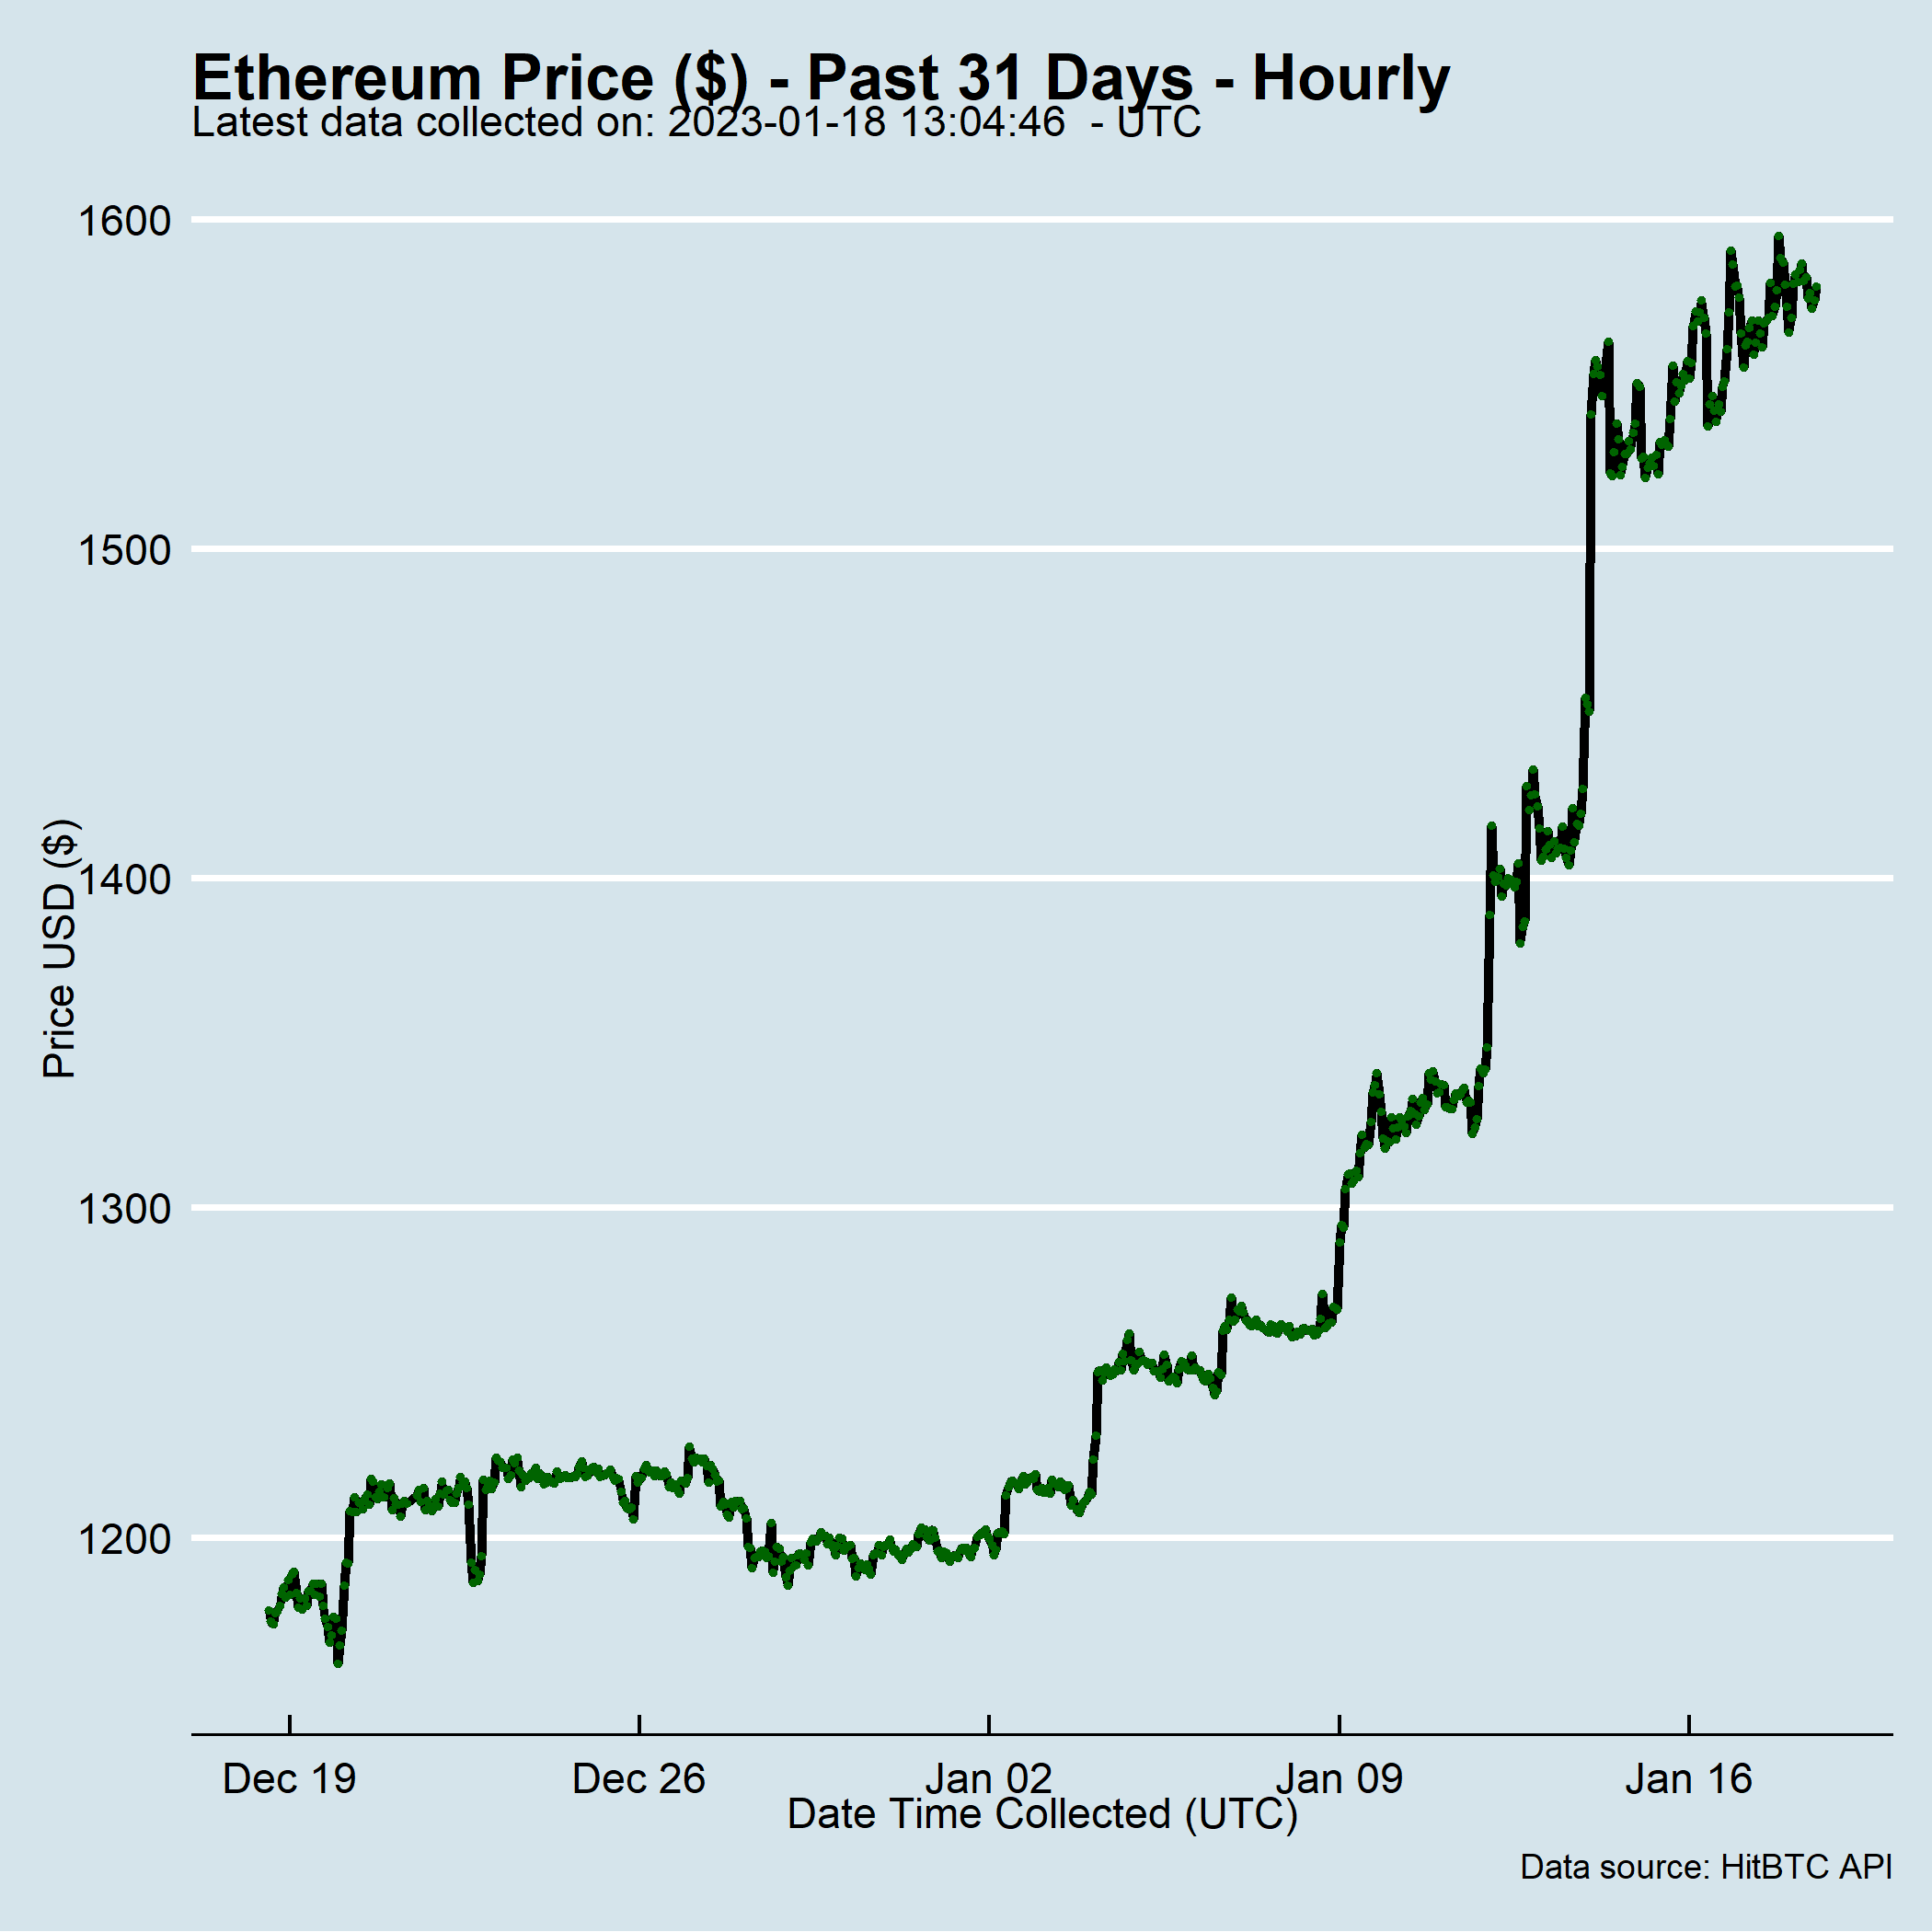 Ethereum Price ($) - Past 31 Days - Hourly
Latest data collected on: 2023-01-18 13:04:46  - UTC
Price USD ($)
1600
1500
1400
1300
1200
Dec 19
Dec 26
Jan 02
Jan 09
Jan 16
Date Time Collected (UTC)
Data source: HitBTC API